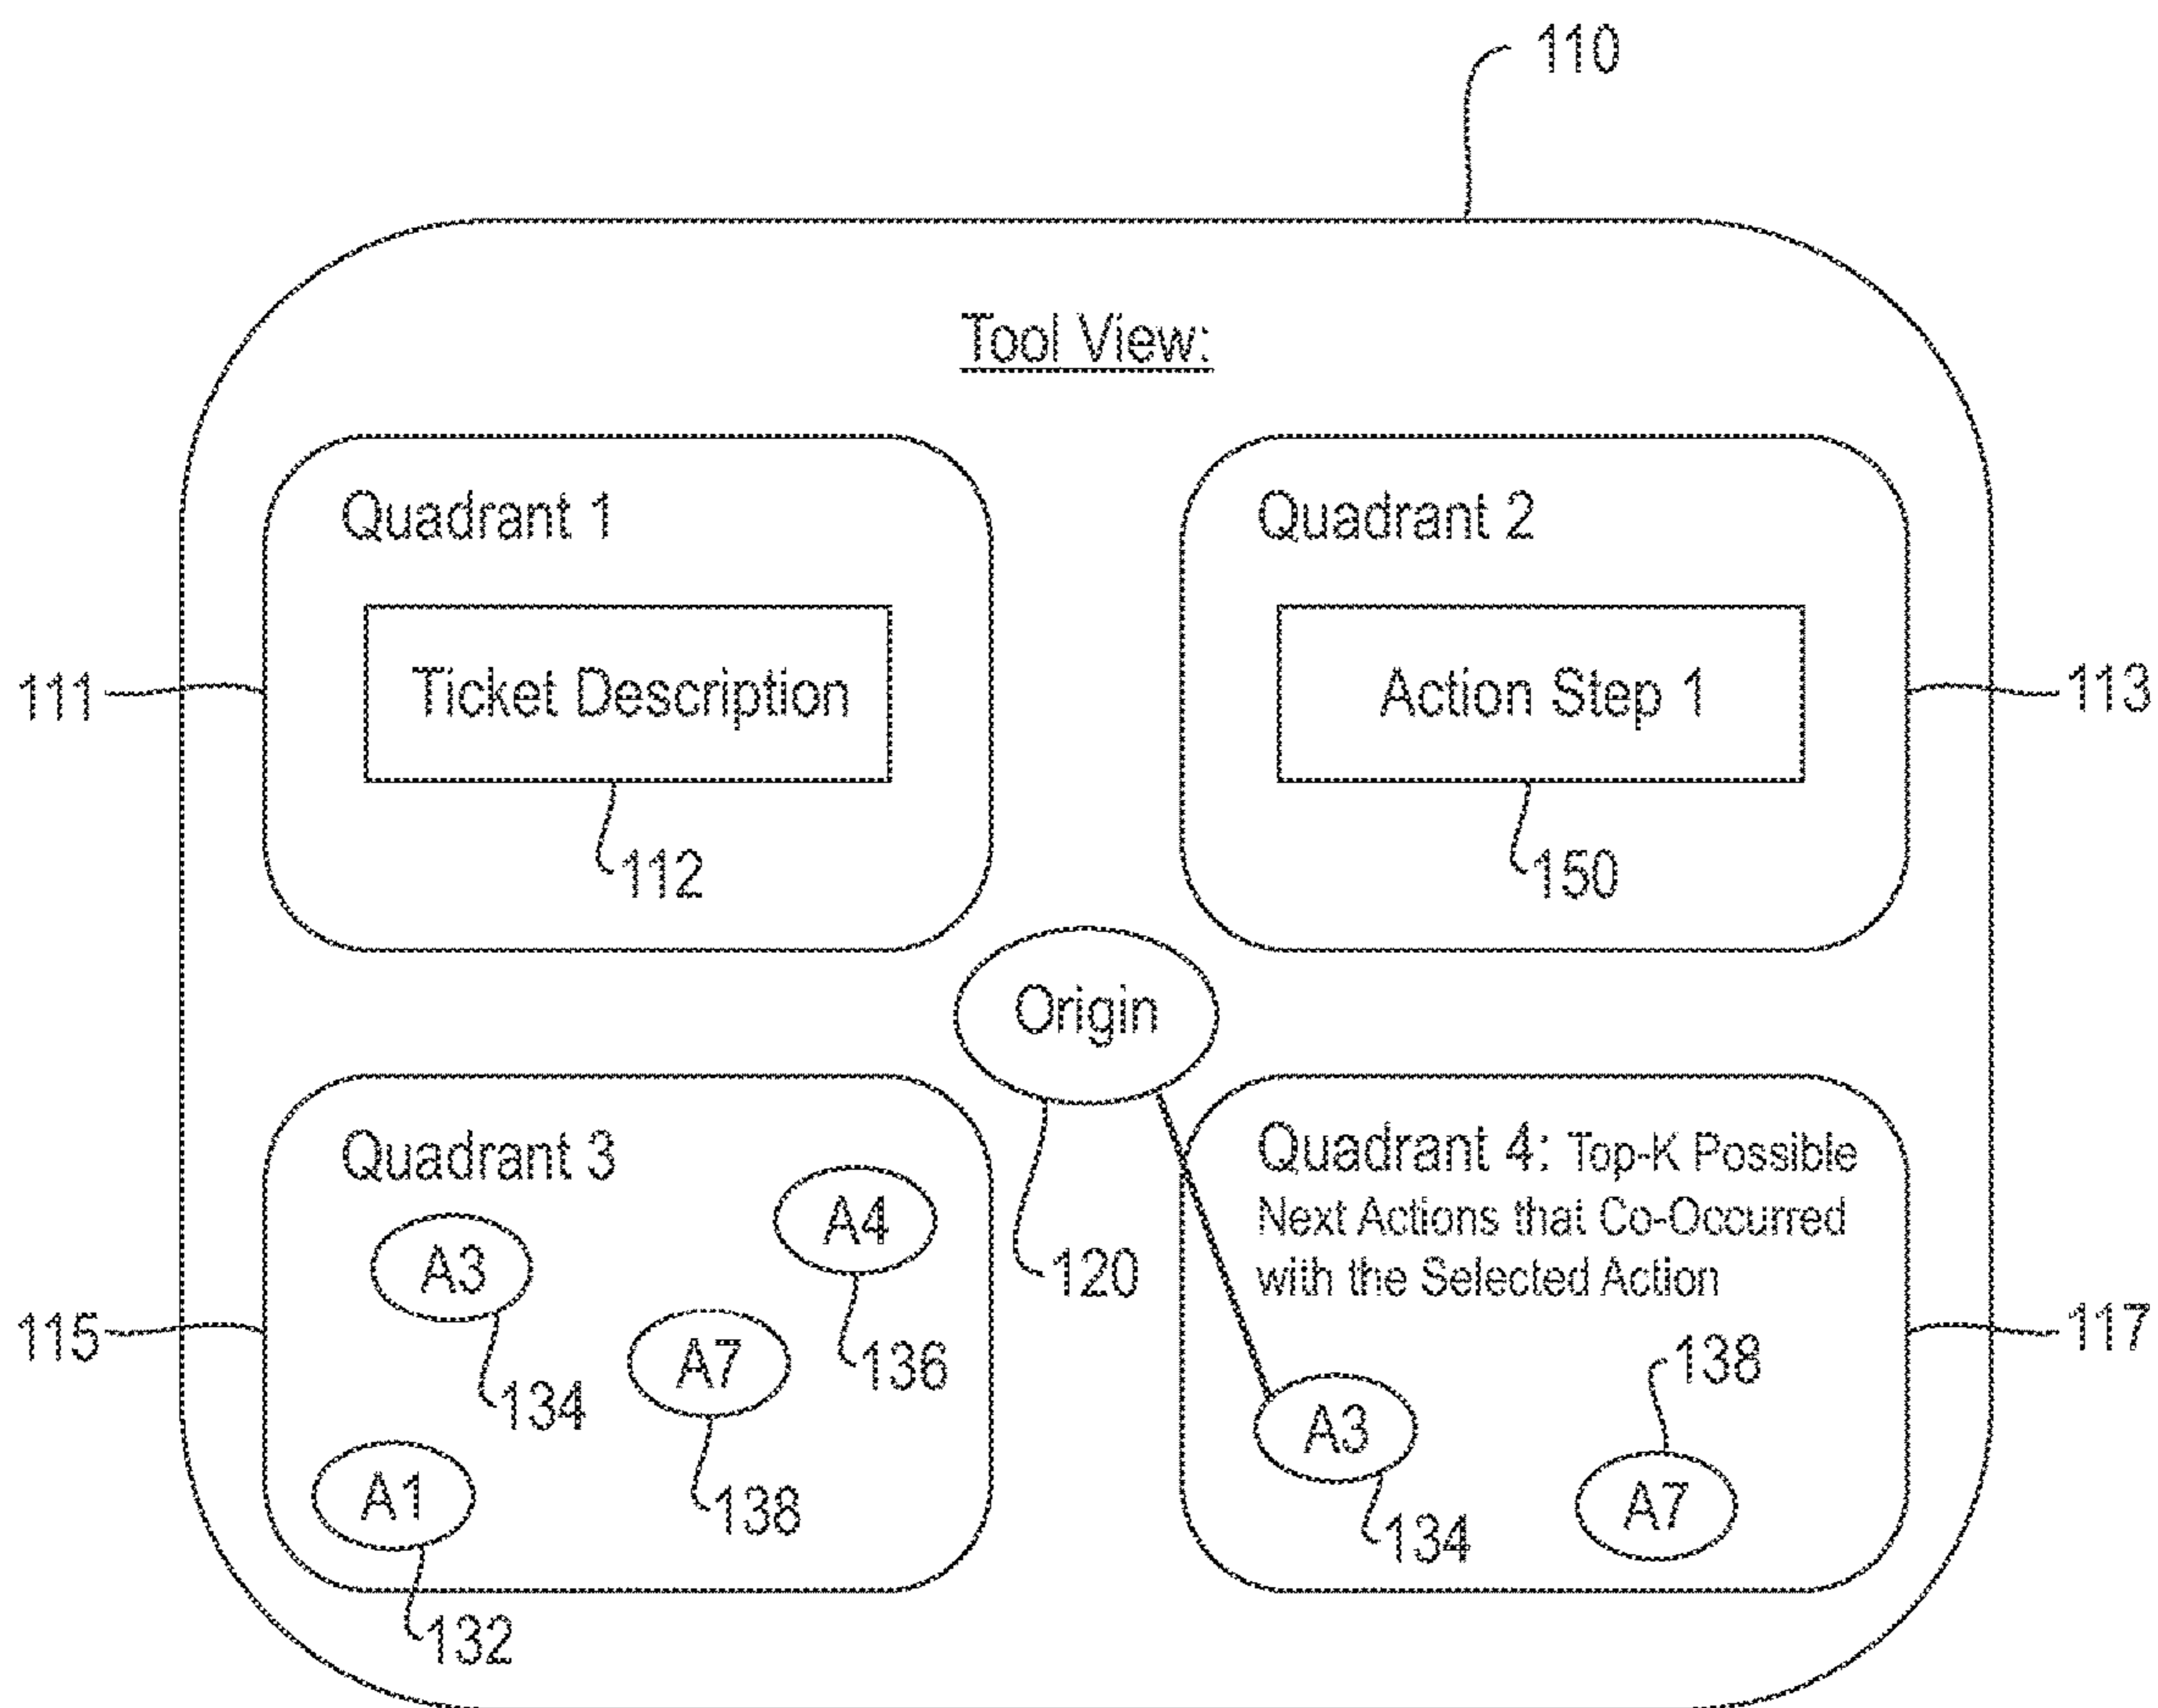 110
Tool View:
Quadrant 1
Quadrant 2
Ticket Description
Action Step 1
111
113
112
150
Origin
120
Quadrant 3
A4
A3
136
A7
134
138
A1
132
115
Quadrant 4: Top-K Possible
Next Actions that Co-Occurred
with the Selected Action
117
138
A3
A7
134